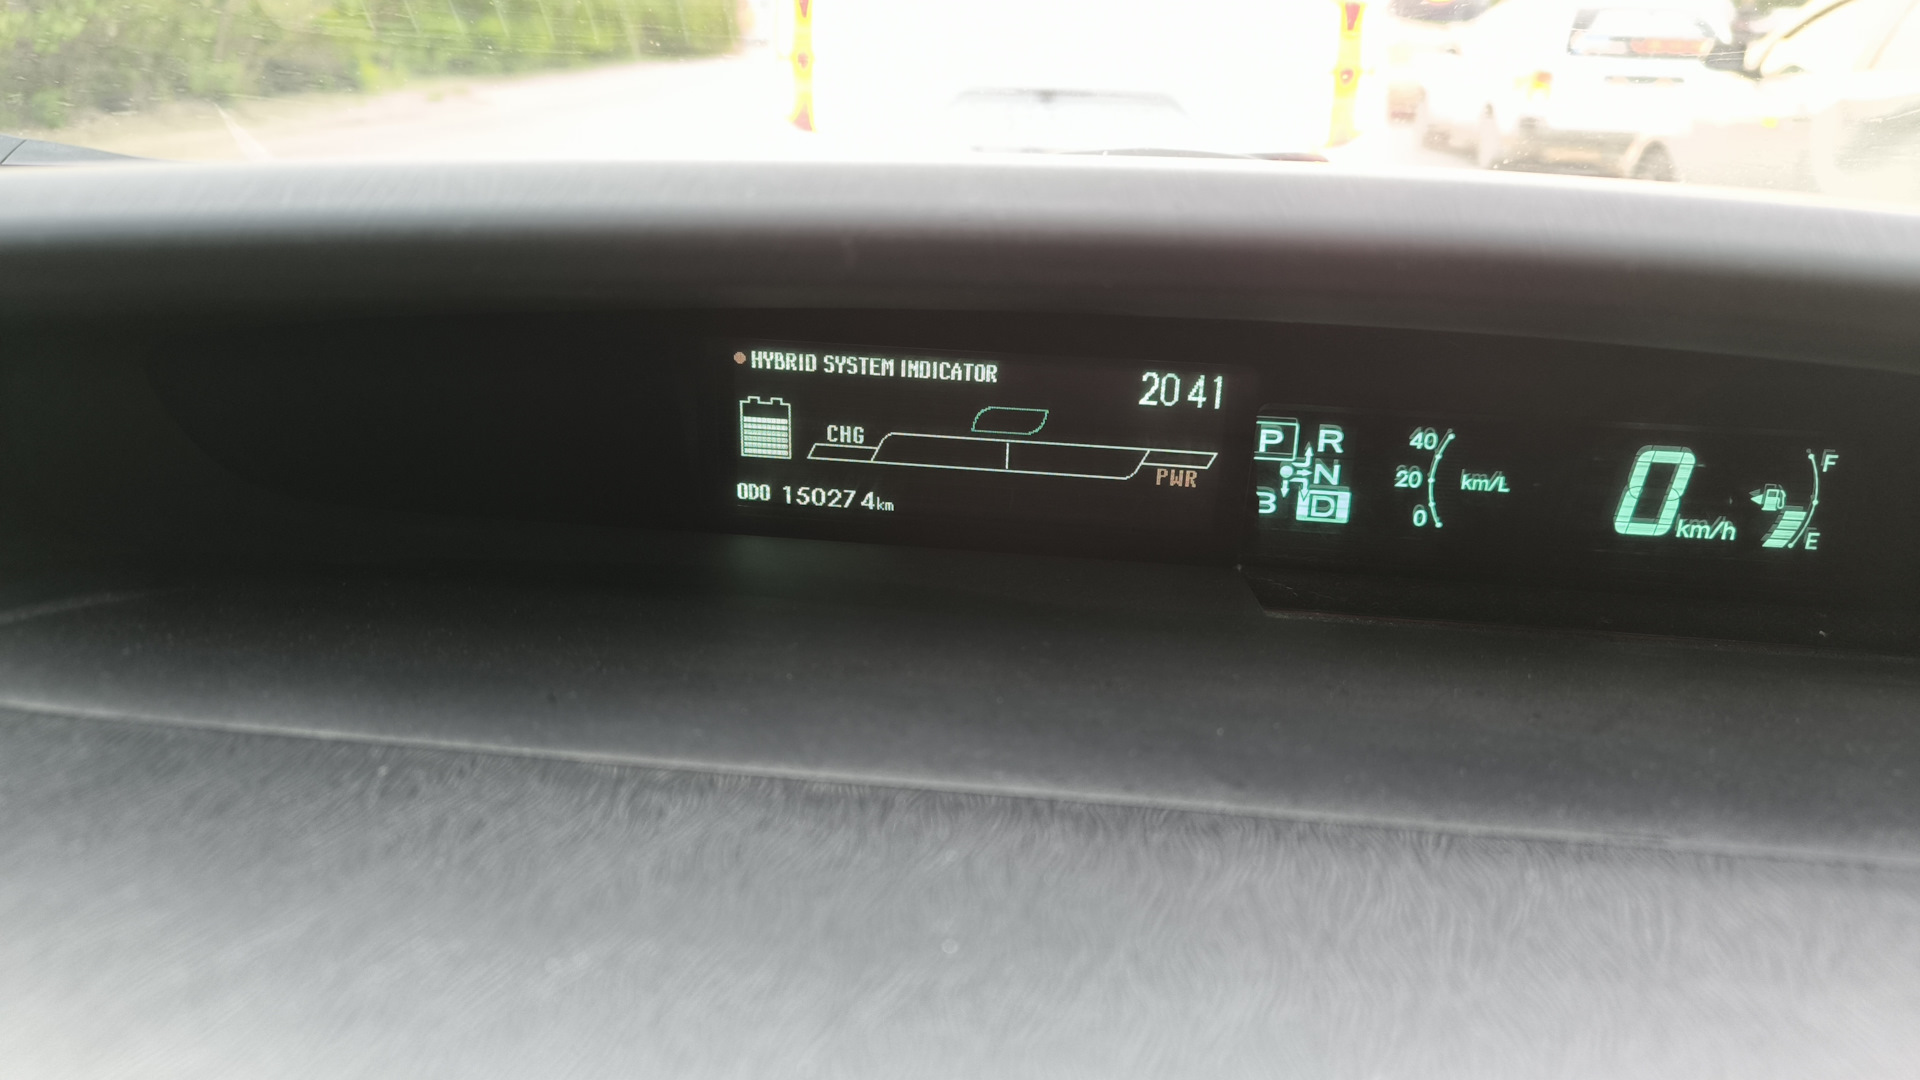 HYBRID SYSTEM INDICATOR
20 41
CHG
PWR
ODO 150274km
P R
N
B D
40
20 km/L
0
0 km/h
F
E